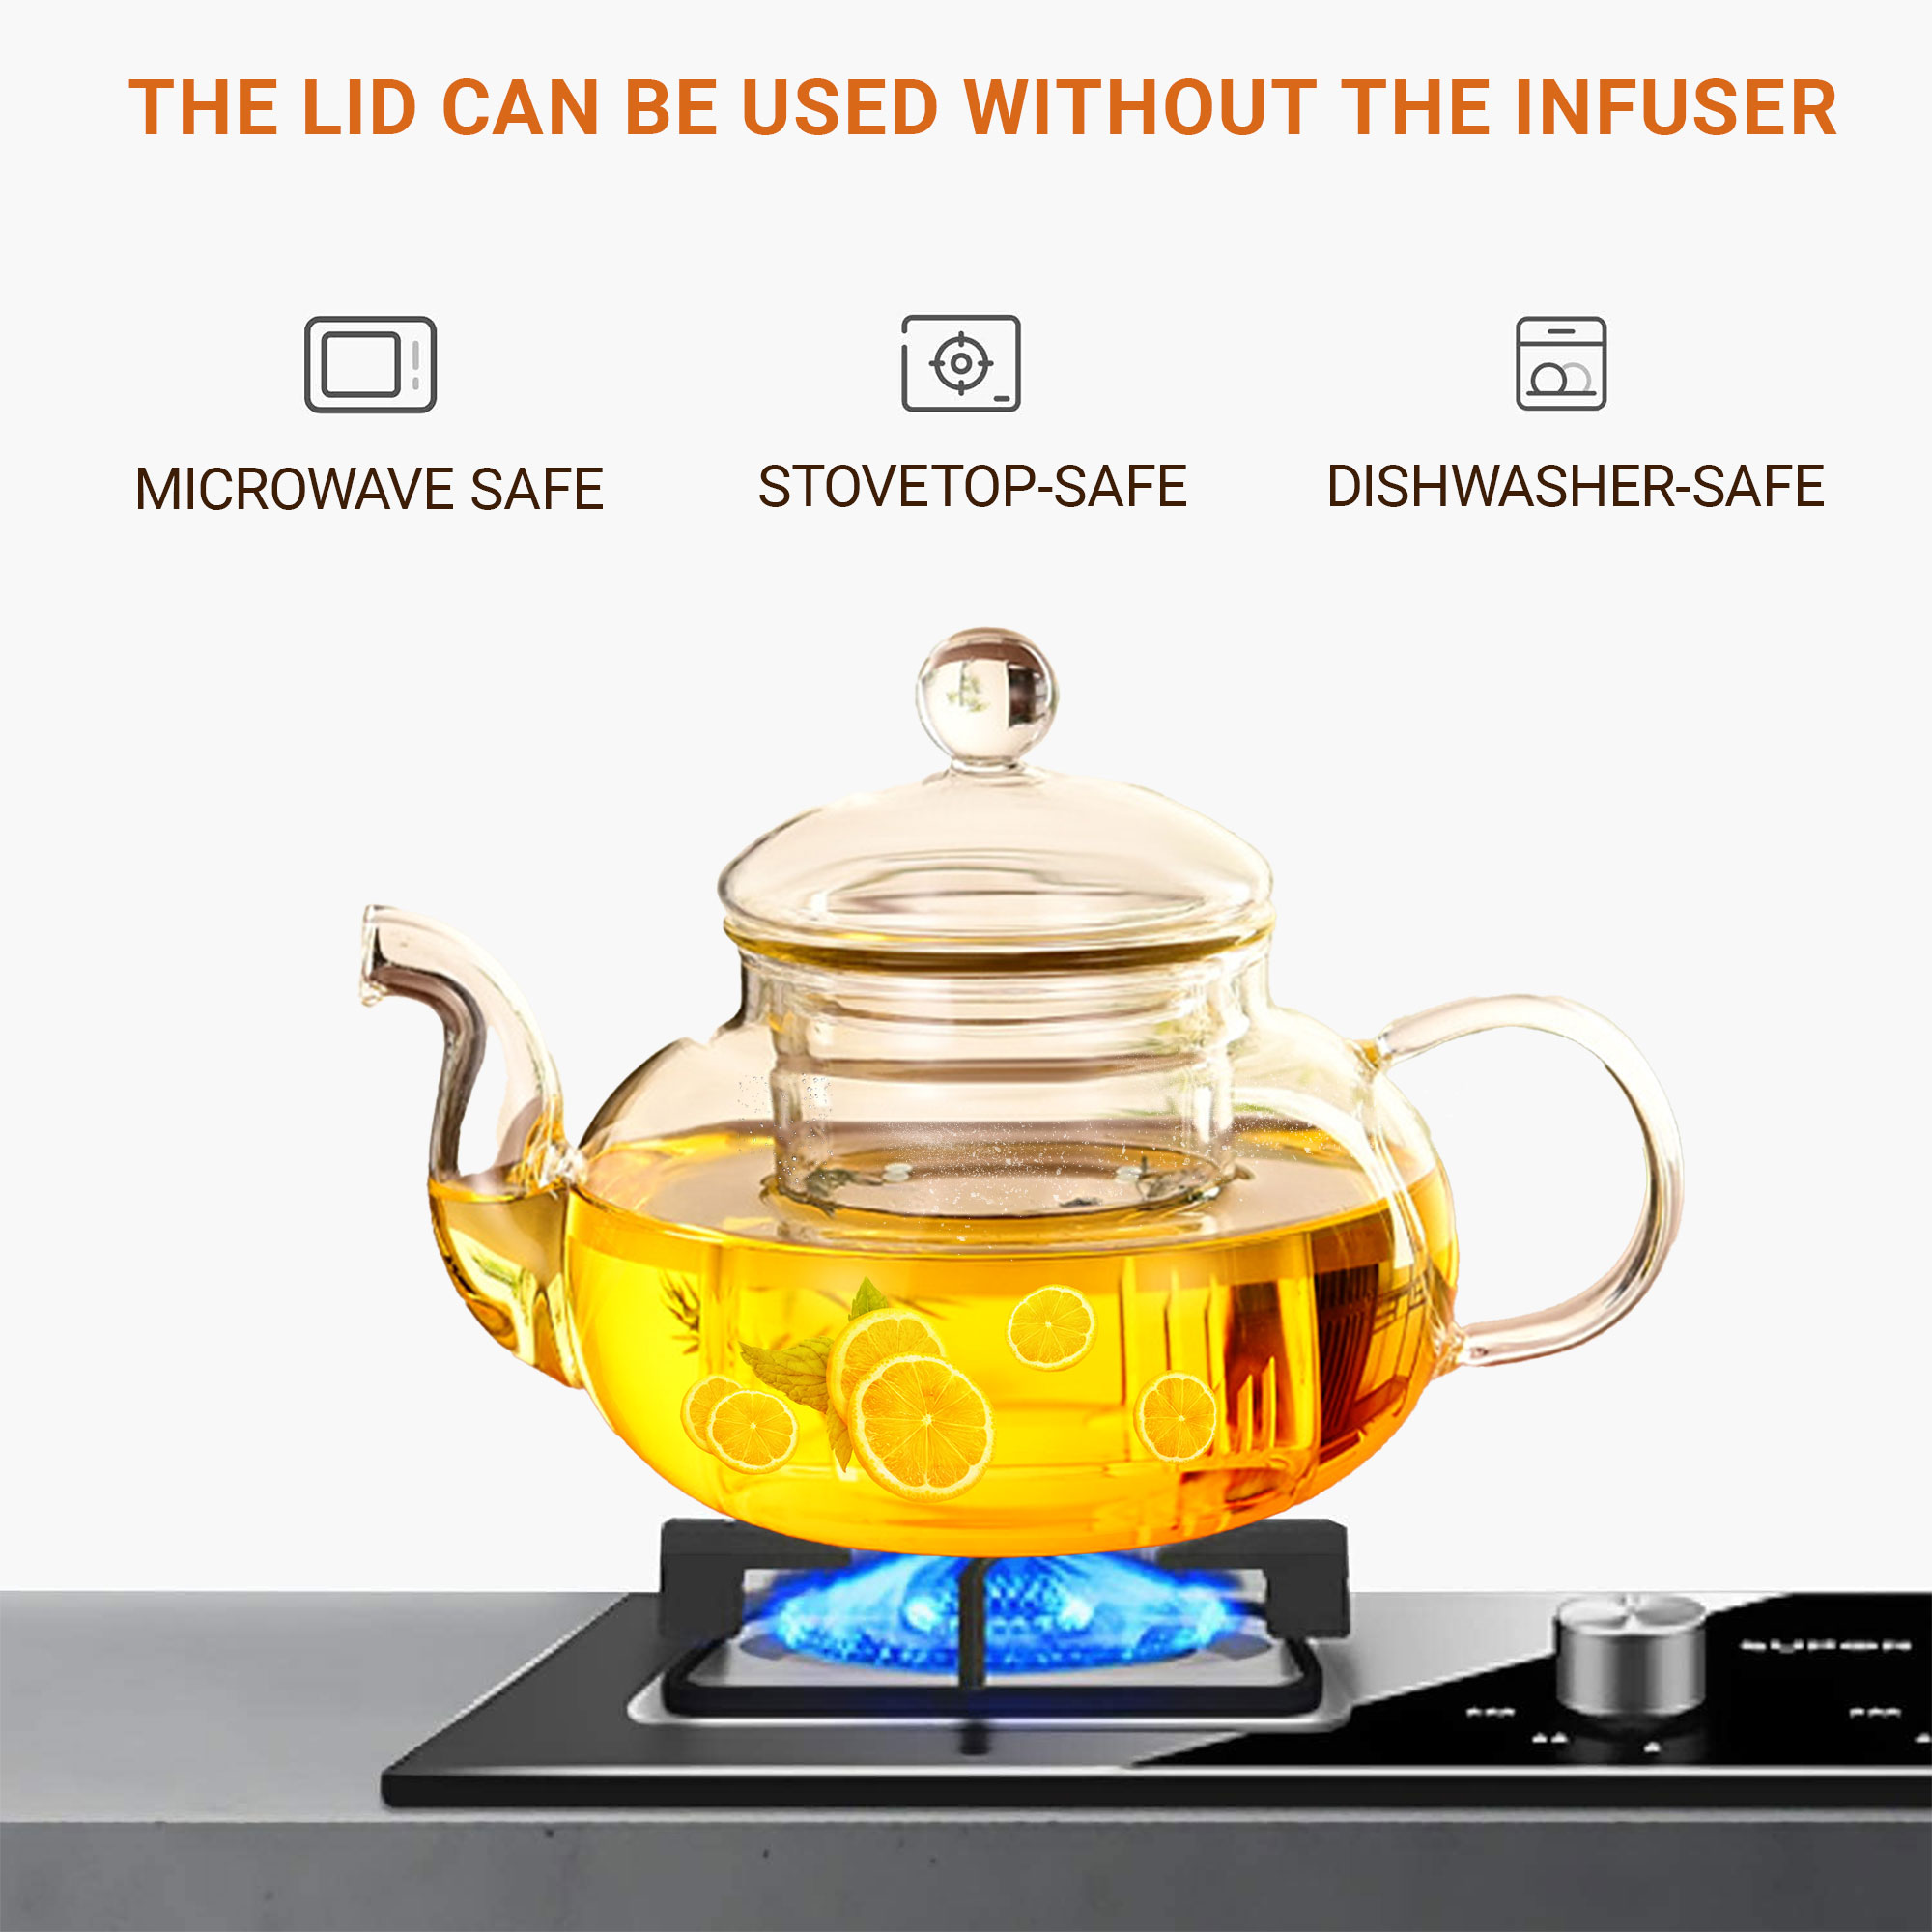 THE LID CAN BE USED WITHOUT THE INFUSER
MICROWAVE SAFE
STOVETOP-SAFE
DISHWASHER-SAFE